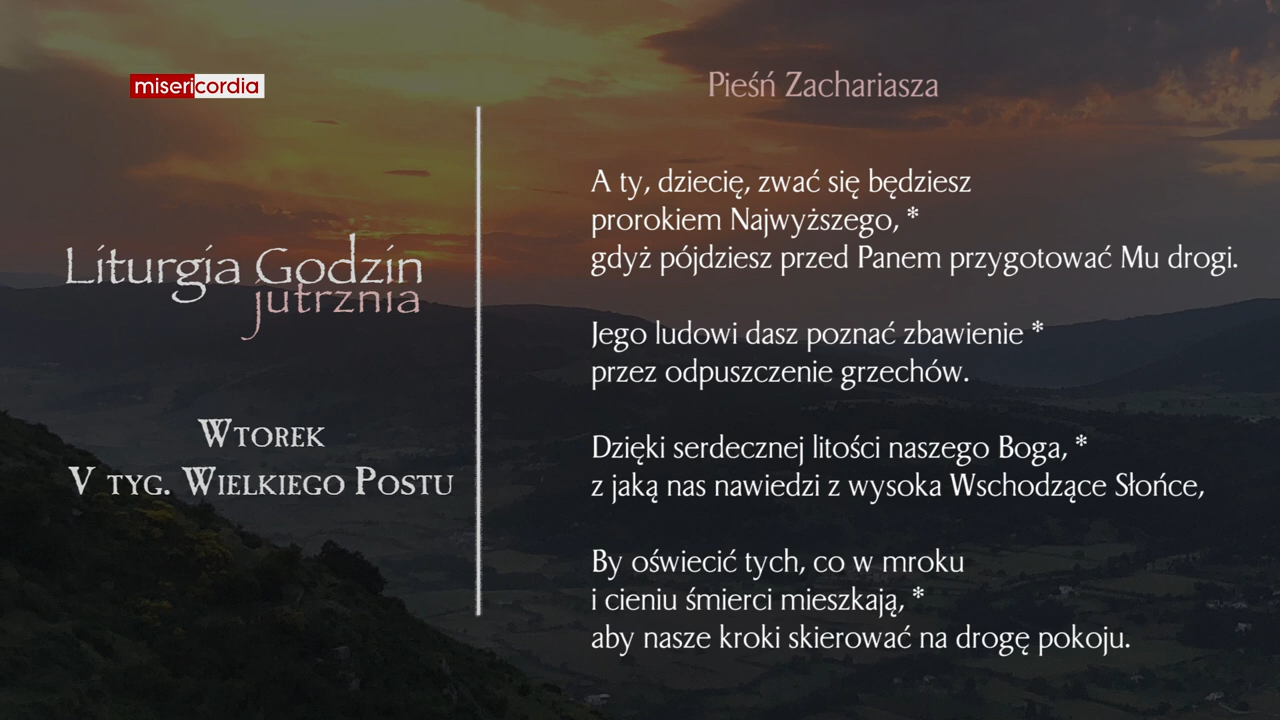 misericordia
Liturgia Godzin
jutrznia
Wtorek
V tyg. Wielkiego Postu
Pieśń Zachariasza
A ty, dziecię, zwać się będziesz
prorokiem Najwyższego, *
gdyż pójdziesz przed Panem przygotować Mu drogi.
Jego ludowi dasz poznać zbawienie *
przez odpuszczenie grzechów.
Dzięki serdecznej litości naszego Boga, *
z jaką nas nawiedzi z wysoka Wschodzące Słońce,
By oświecić tych, co w mroku
i cieniu śmierci mieszkają, *
aby nasze kroki skierować na drogę pokoju.